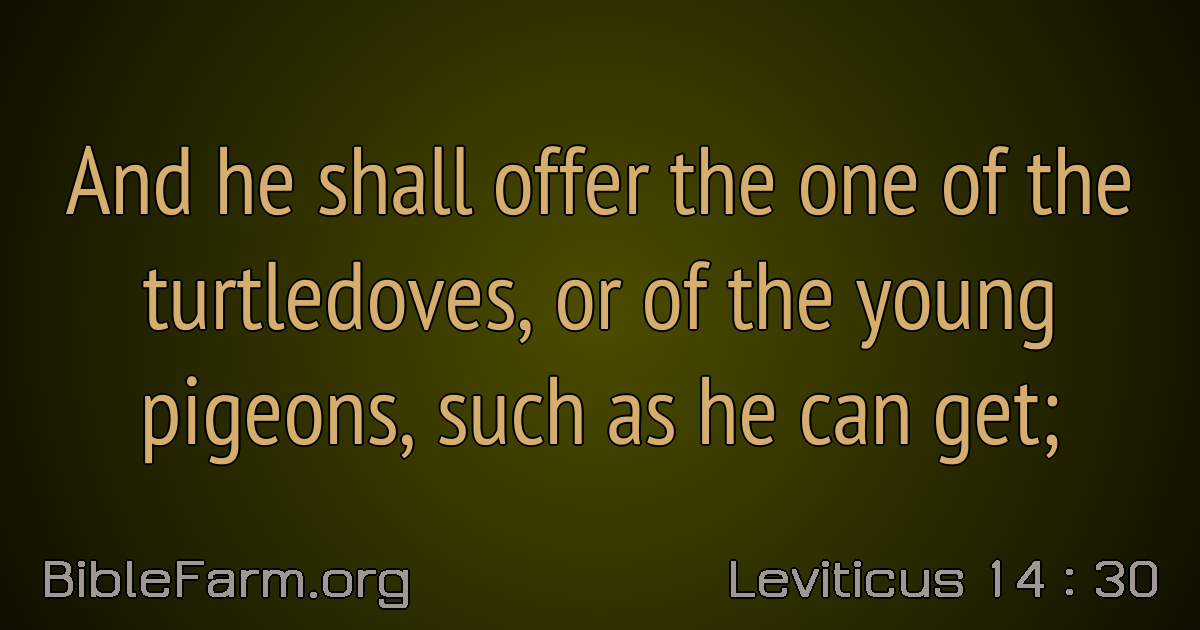 And he shall offer the one of the
turtledoves, or of the young
pigeons, such as he can get;
BibleFarm.org
Leviticus 14 : 30